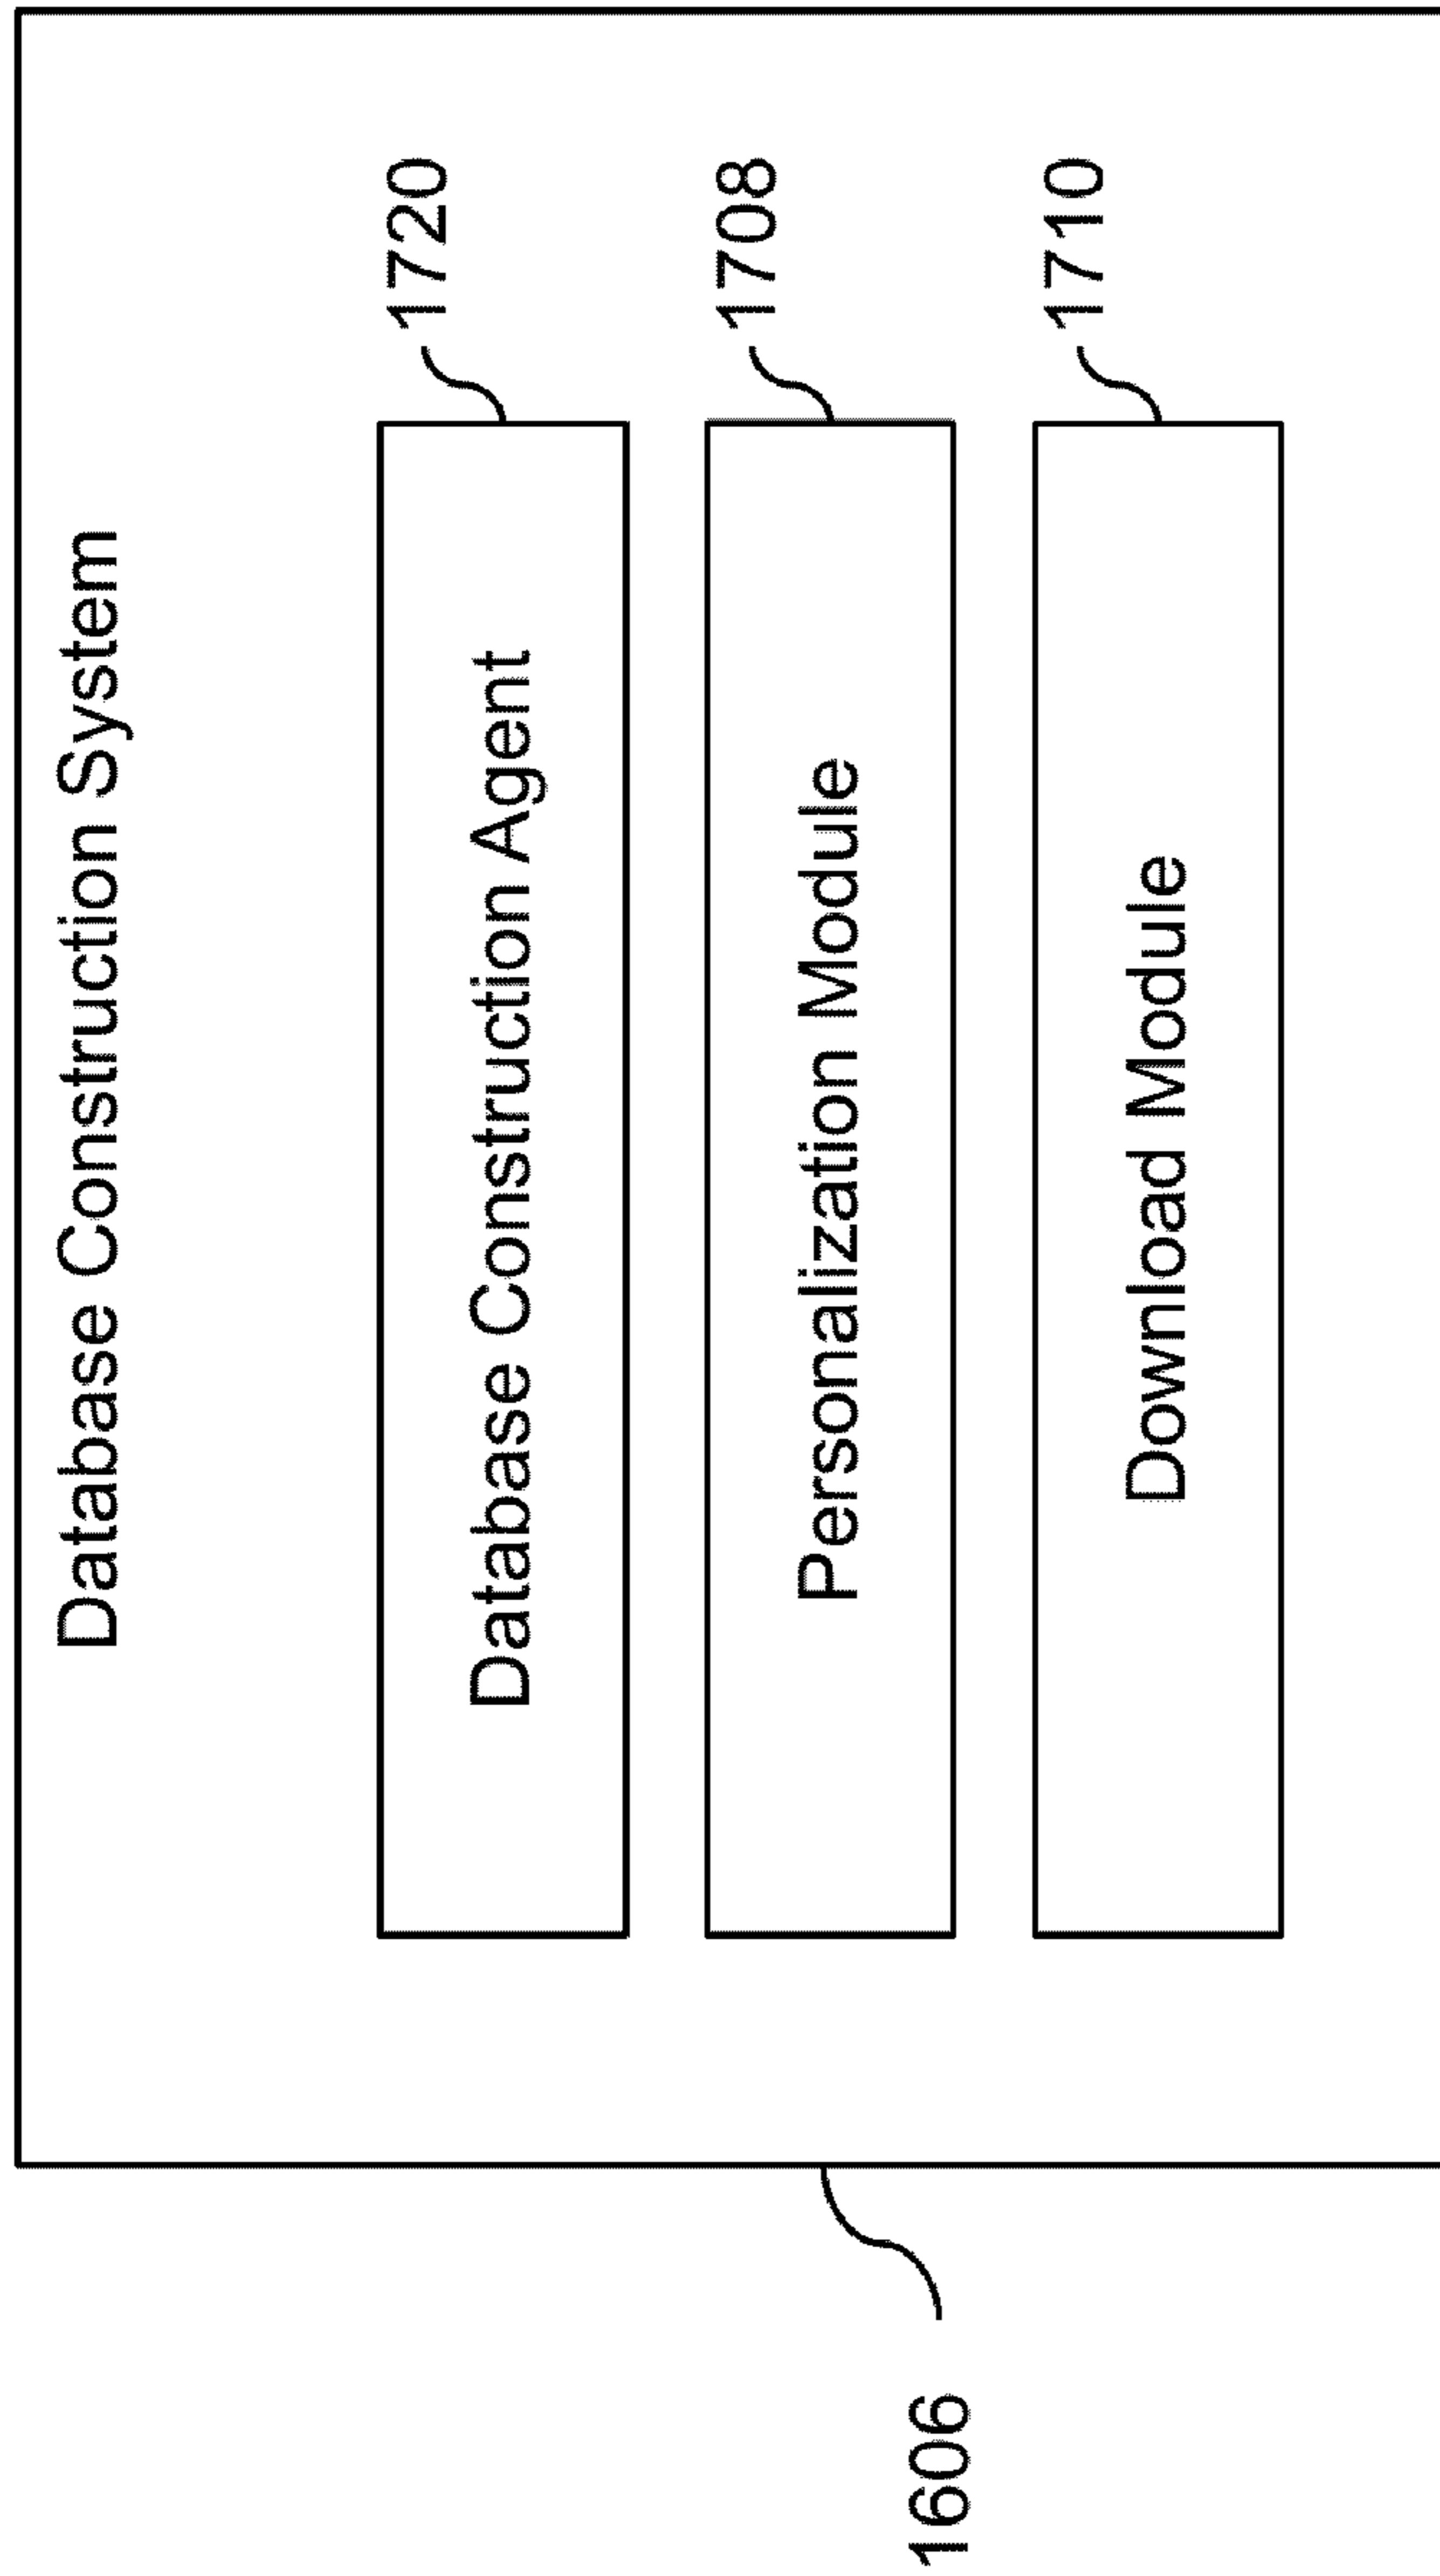 Database Construction System
Database Construction Agent
1720
Personalization Module
1708
Download Module
1710
1606